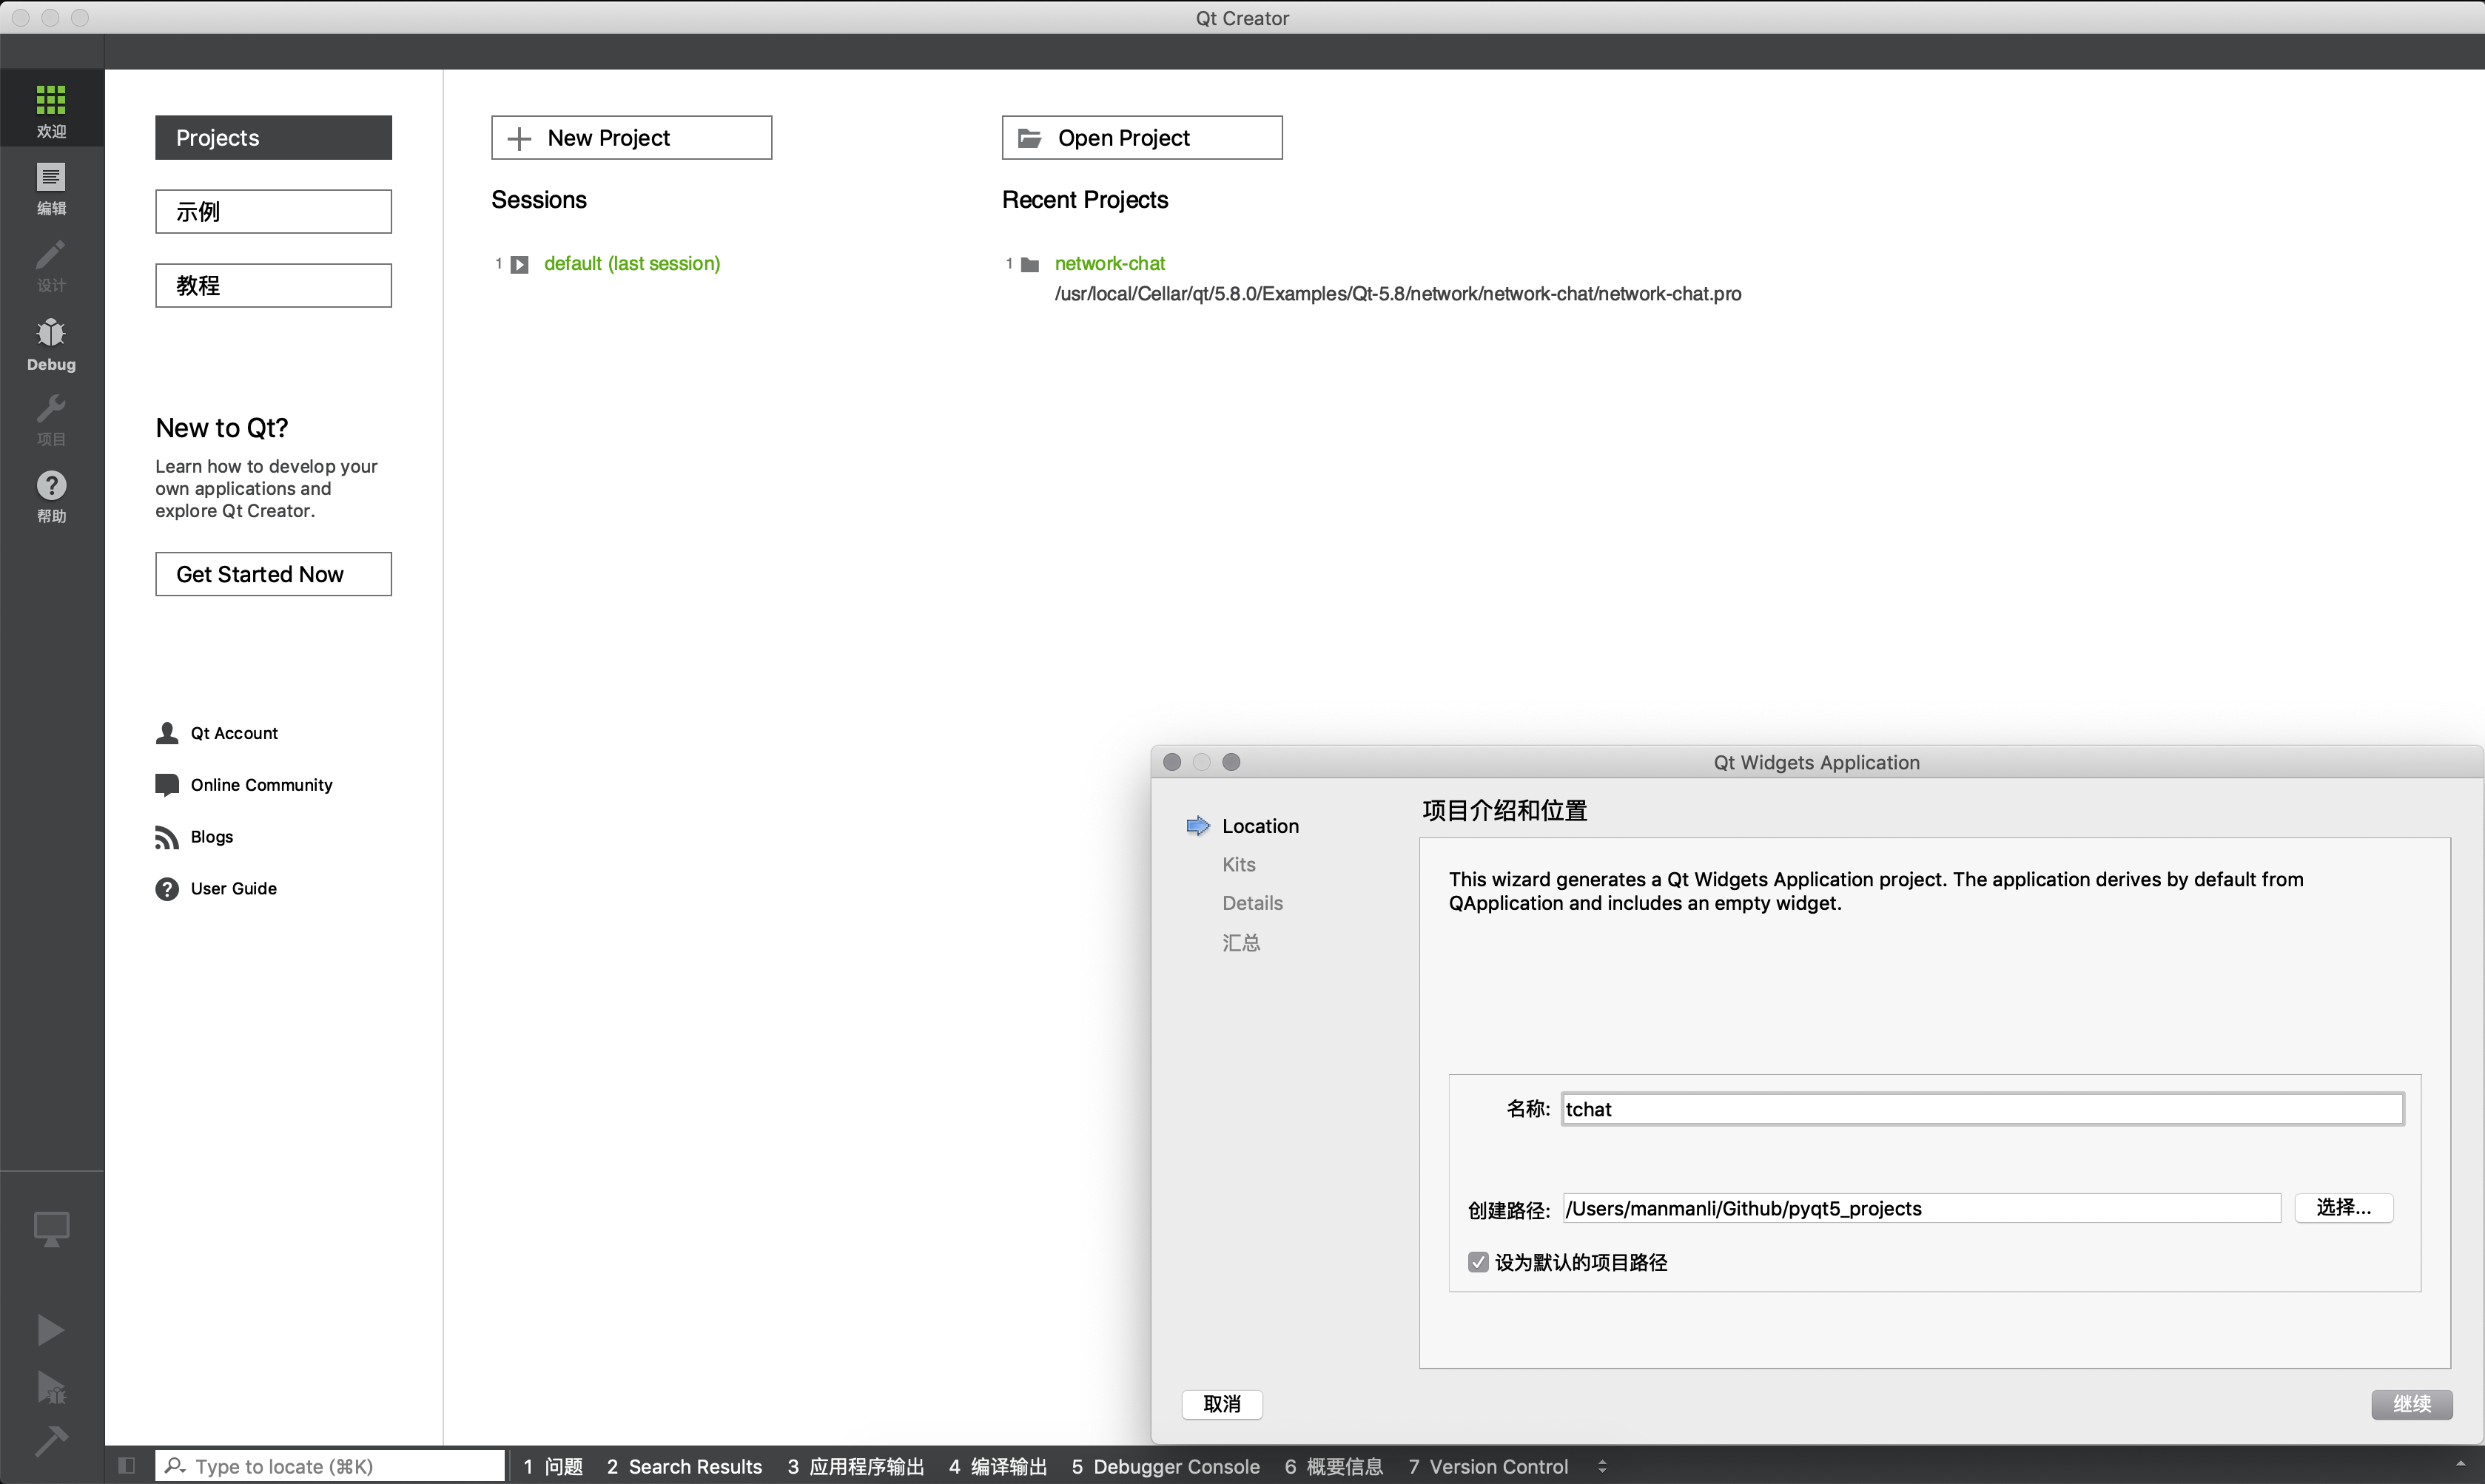 Qt Creator
欢迎
编辑
设计
Debug
项目
帮助
Projects
示例
教程
New to Qt?
Learn how to develop your
own applications and
explore Qt Creator.
Get Started Now
Qt Account
Online Community
Blogs
User Guide
New Project
Sessions
1 default (last session)
Open Project
Recent Projects
1 network-chat
/usr/local/Cellar/qt/5.8.0/Examples/Qt-5.8/network/network-chat/network-chat.pro
Qt Widgets Application
Location
Kits
Details
汇总
项目介绍和位置
This wizard generates a Qt Widgets Application project. The application derives by default from
QApplication and includes an empty widget.
名称: tchat
创建路径: /Users/manmanli/Github/pyqt5_projects 选择...
设为默认的项目路径
取消 继续
Type to locate (⌘K) 1 问题 2 Search Results 3 应用程序输出 4 编译输出 5 Debugger Console 6 概要信息 7 Version Control